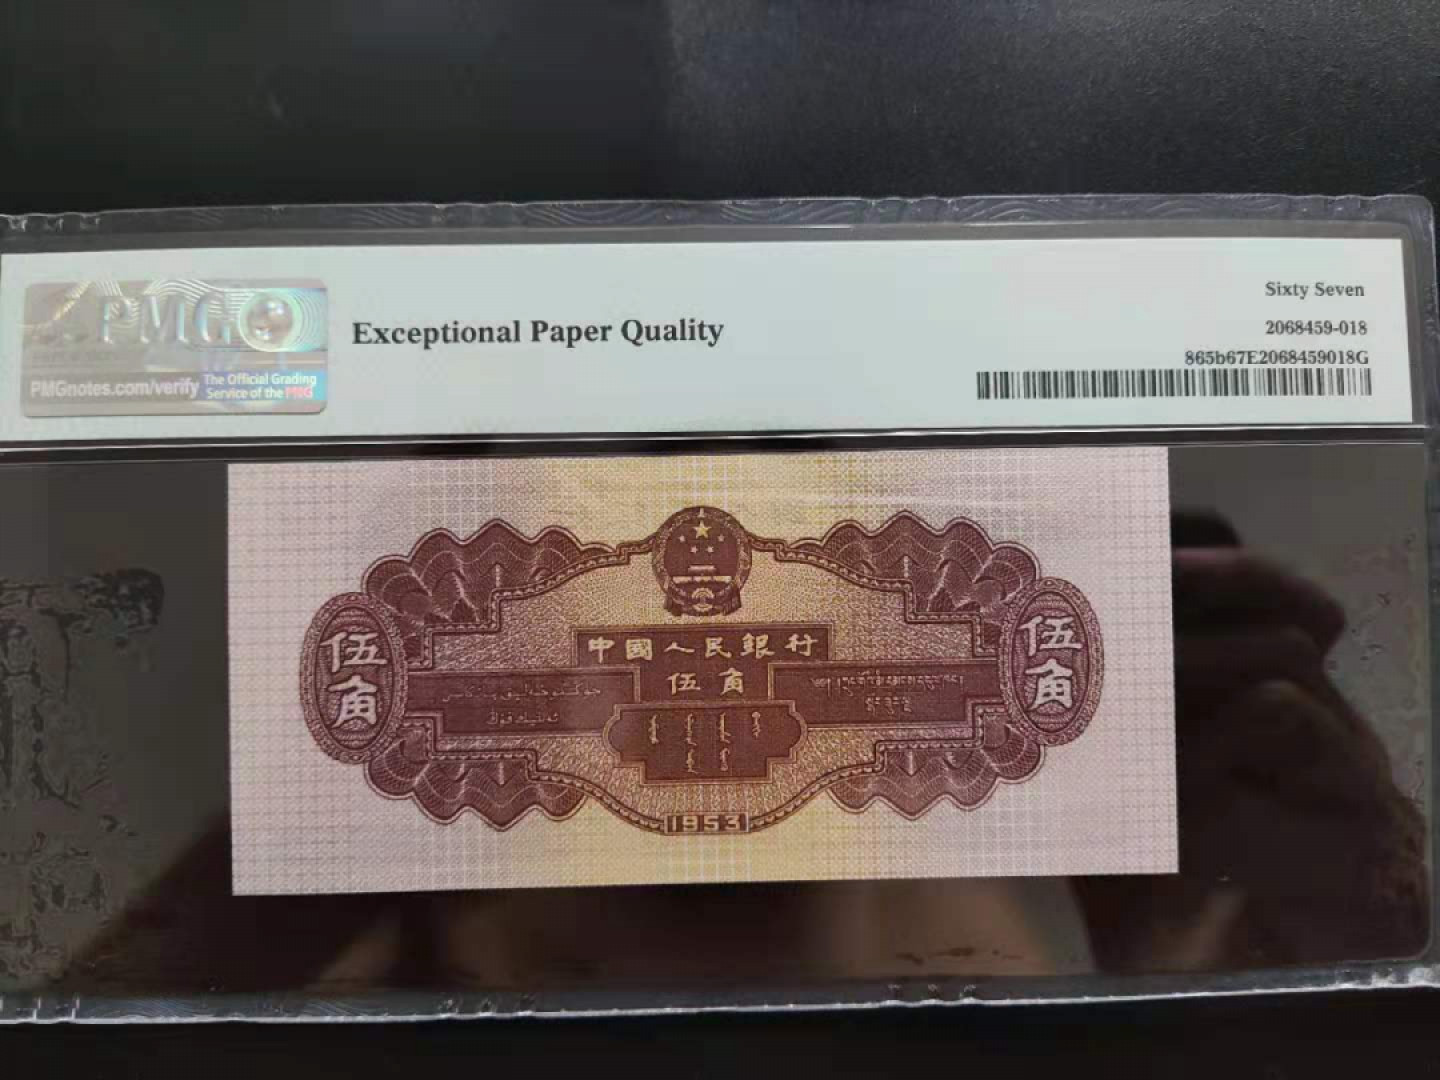 PMG
PMGnotes.com/verify
The Official Grading
Service of the PMG
Exceptional Paper Quality
Sixty Seven
2068459-018
865b67E2068459018G
中國人民銀行
伍角
伍角
伍角
1953